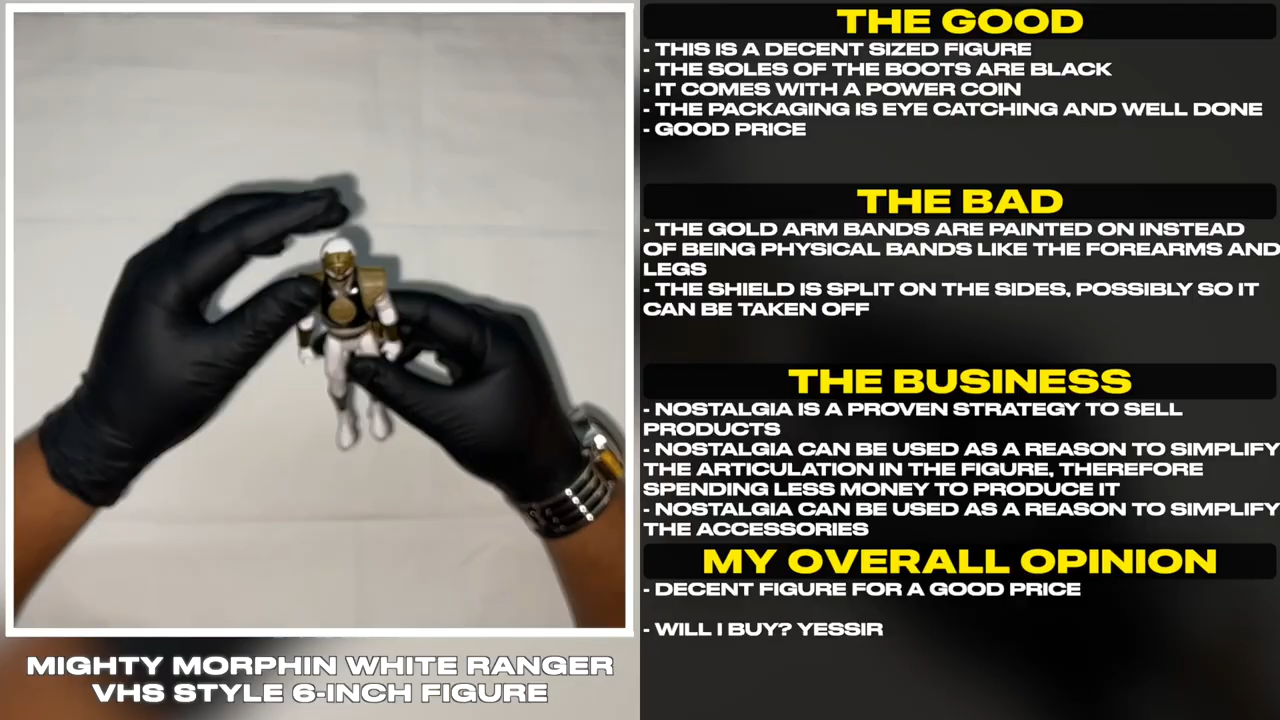 THE GOOD
- THIS IS A DECENT SIZED FIGURE
- THE SOLES OF THE BOOTS ARE BLACK
- IT COMES WITH A POWER COIN
- THE PACKAGING IS EYE CATCHING AND WELL DONE
- GOOD PRICE
THE BAD
- THE GOLD ARM BANDS ARE PAINTED ON INSTEAD
OF BEING PHYSICAL BANDS LIKE THE FOREARMS AND
LEGS
- THE SHIELD IS SPLIT ON THE SIDES, POSSIBLY SO IT
CAN BE TAKEN OFF
THE BUSINESS
- NOSTALGIA IS A PROVEN STRATEGY TO SELL
PRODUCTS
- NOSTALGIA CAN BE USED AS A REASON TO SIMPLIFY
THE ARTICULATION IN THE FIGURE, THEREFORE
SPENDING LESS MONEY TO PRODUCE IT
- NOSTALGIA CAN BE USED AS A REASON TO SIMPLIFY
THE ACCESSORIES
MY OVERALL OPINION
- DECENT FIGURE FOR A GOOD PRICE
- WILL I BUY? YESSIR
MIGHTY MORPHIN WHITE RANGER
VHS STYLE 6-INCH FIGURE